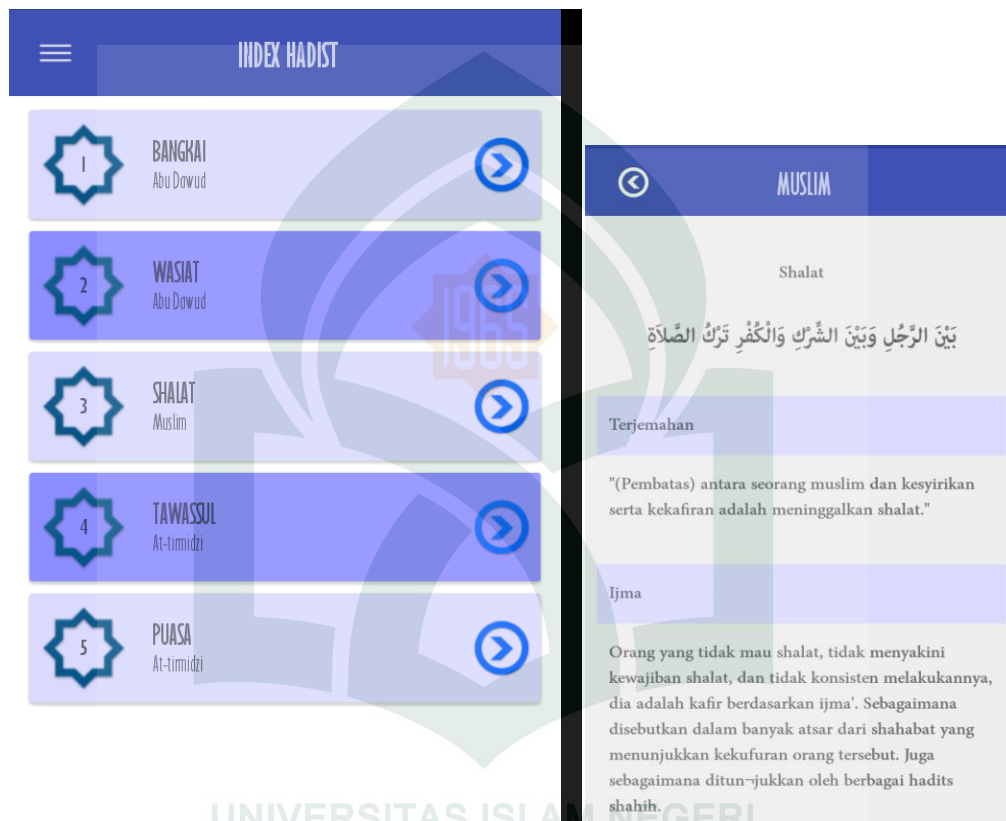 INDEX HADIST
1
BANGKAI
Abu Dawud
2
WASIAT
Abu Dawud
3
SHALAT
Muslim
4
TAWASSUL
At-tirmidzi
5
PUASA
At-tirmidzi
1965
MUSLIM
Shalat
بَيْنَ الرَّجُلِ وَبَيْنَ الشِّرْكِ وَالْكُفْرِ تَرْكُ الصَّلاَةِ
Terjemahan
"(Pembatas) antara seorang muslim dan kesyirikan
serta kekafiran adalah meninggalkan shalat."
Ijma
Orang yang tidak mau shalat, tidak menyakini
kewajiban shalat, dan tidak konsisten melakukannya,
dia adalah kafir berdasarkan ijma'. Sebagaimana
disebutkan dalam banyak atsar dari shahabat yang
menunjukkan kekufuran orang tersebut. Juga
sebagaimana ditun¬jukkan oleh berbagai hadits
shahih.
UNIVERSITAS ISLAM NEGERI